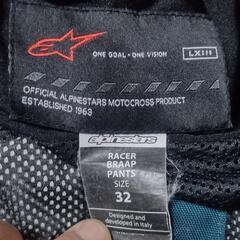 ONE GOAL • ONE VISION
LXIII
OFFICIAL ALPINESTARS MOTOCROSS PRODUCT
ESTABLISHED 1963
alpinestars
RACER
BRAAP
PANTS
SIZE
32
Designed and
developed in Italy